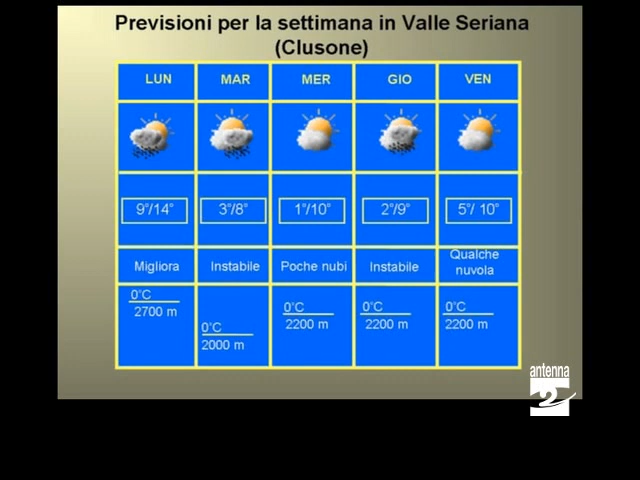 Previsioni per la settimana in Valle Seriana
(Clusone)
LUN MAR MER GIO VEN
9°/14° 3°/8° 1°/10° 2°/9° 5°/ 10°
Migliora Instabile Poche nubi Instabile Qualche
nuvola
0°C 0°C 0°C 0°C 0°C
2700 m 2000 m 2200 m 2200 m 2200 m
antenna
2